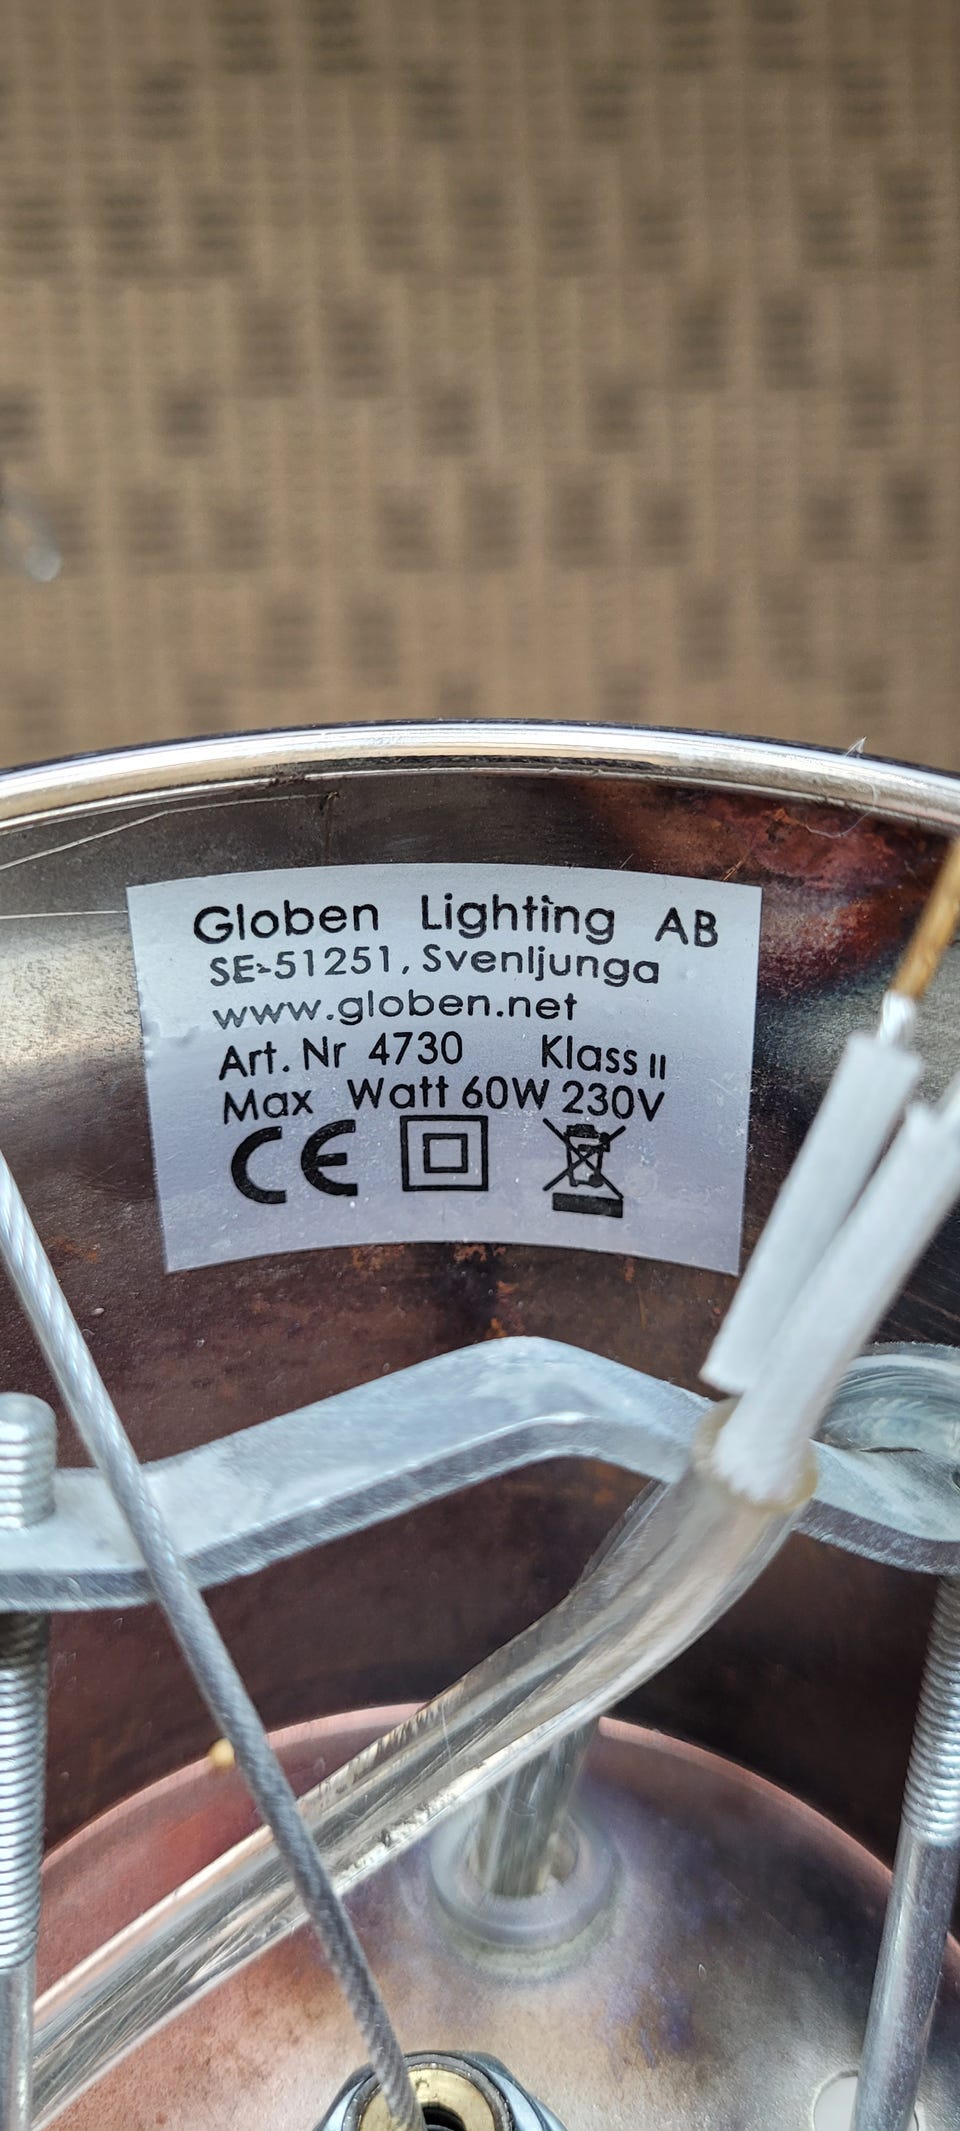 Globen Lighting AB
SE-51251, Svenljunga
www.globen.net
Art. Nr 4730 Klass II
Max Watt 60W 230V
CE